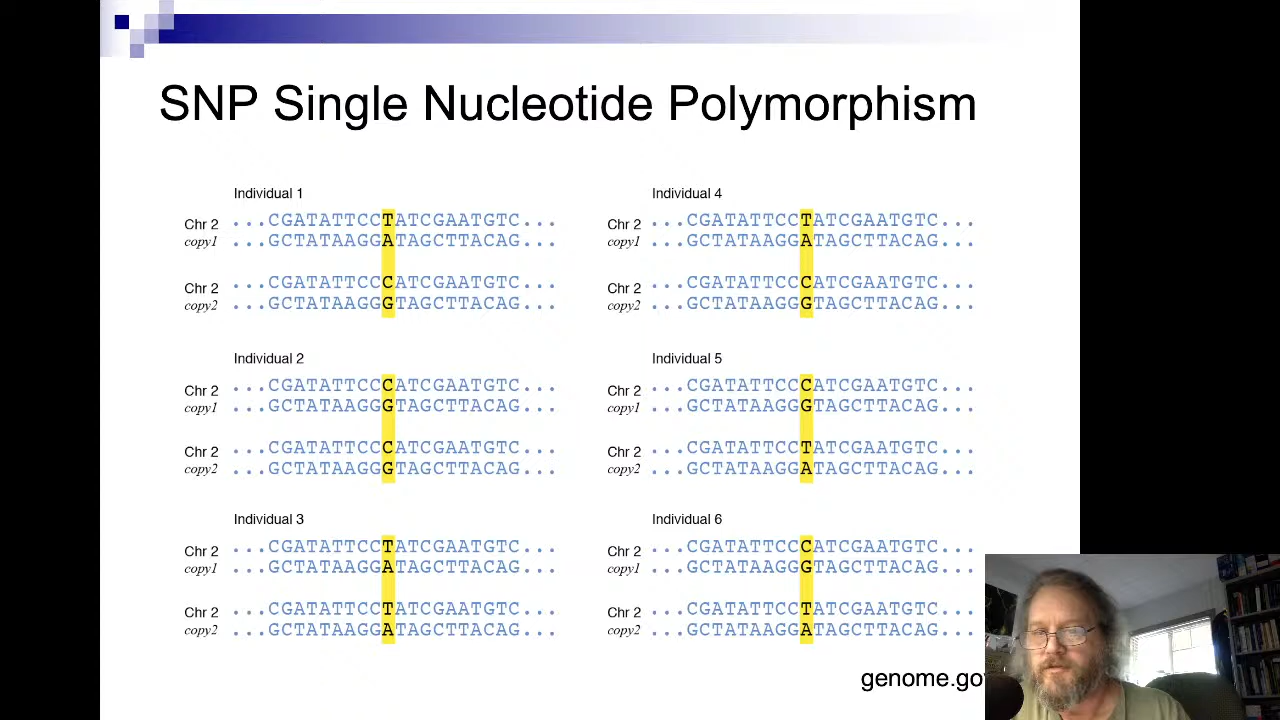 SNP Single Nucleotide Polymorphism
Individual 1
Chr 2 ...CGATATTCCTATCGAATGTC...
copy1 ...GCTATAAGGATAGCTTACAG...
Chr 2 ...CGATATTCCCATCGAATGTC...
copy2 ...GCTATAAGGGTAGCTTACAG...
Individual 2
Chr 2 ...CGATATTCCCATCGAATGTC...
copy1 ...GCTATAAGGGTAGCTTACAG...
Chr 2 ...CGATATTCCCATCGAATGTC...
copy2 ...GCTATAAGGGTAGCTTACAG...
Individual 3
Chr 2 ...CGATATTCCTATCGAATGTC...
copy1 ...GCTATAAGGATAGCTTACAG...
Chr 2 ...CGATATTCCTATCGAATGTC...
copy2 ...GCTATAAGGATAGCTTACAG...
Individual 4
Chr 2 ...CGATATTCCTATCGAATGTC...
copy1 ...GCTATAAGGATAGCTTACAG...
Chr 2 ...CGATATTCCCATCGAATGTC...
copy2 ...GCTATAAGGGTAGCTTACAG...
Individual 5
Chr 2 ...CGATATTCCCATCGAATGTC...
copy1 ...GCTATAAGGGTAGCTTACAG...
Chr 2 ...CGATATTCCTATCGAATGTC...
copy2 ...GCTATAAGGATAGCTTACAG...
Individual 6
Chr 2 ...CGATATTCCCATCGAATGTC...
copy1 ...GCTATAAGGGTAGCTTACAG...
Chr 2 ...CGATATTCCTATCGAATGTC...
copy2 ...GCTATAAGGATAGCTTACAG...
genome.go